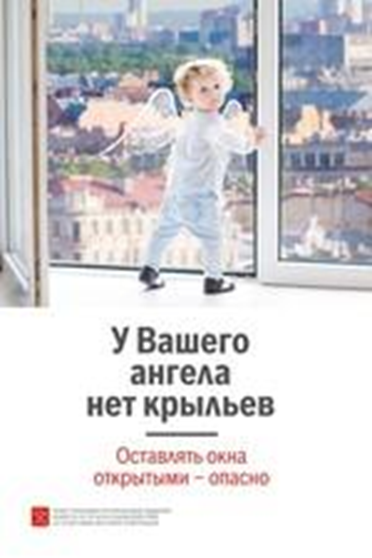 У Вашего
ангела
нет крыльев
Оставлять окна
открытыми – опасно